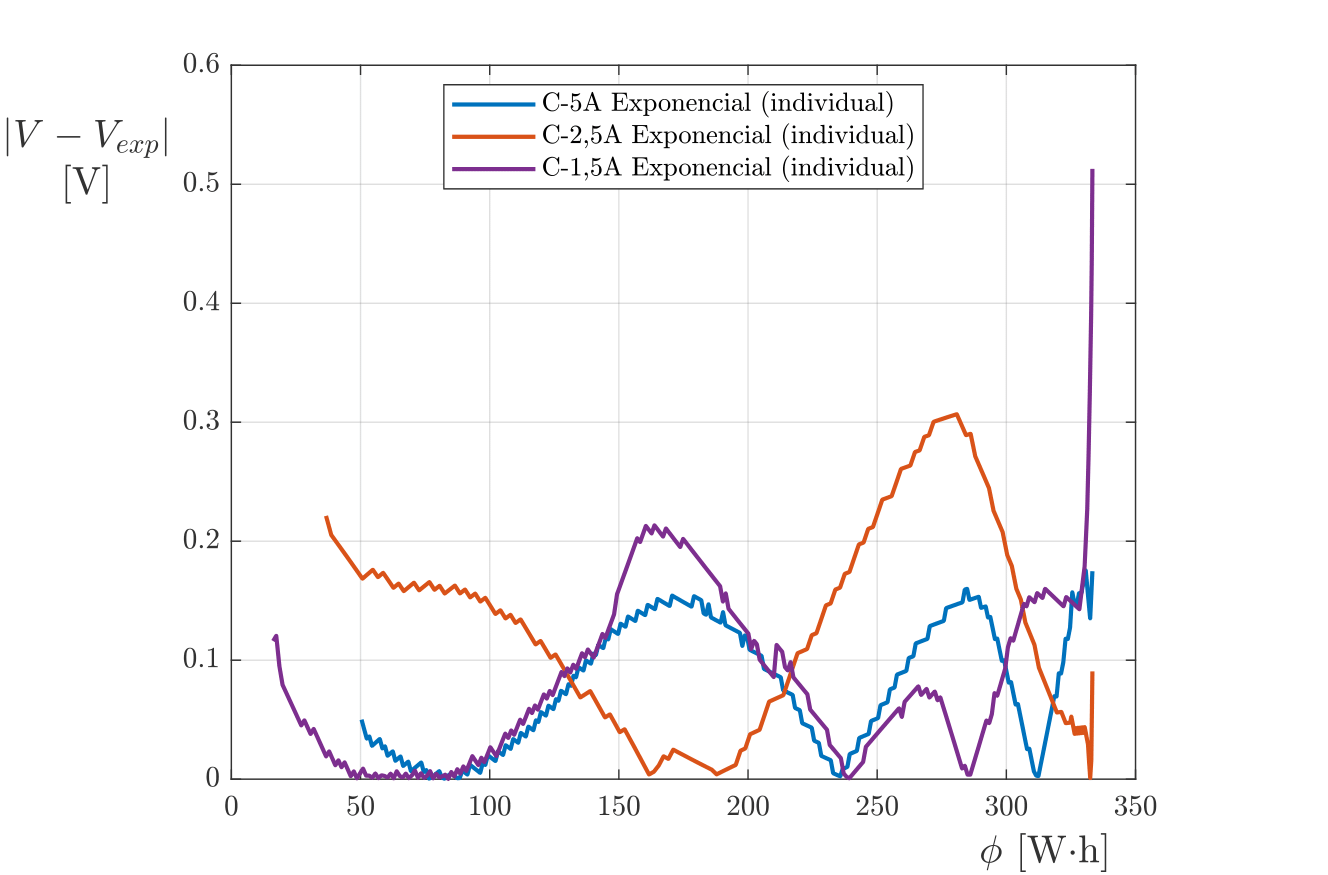 |V − V_exp|
[V]
0.6
0.5
0.4
0.3
0.2
0.1
0
C-5A Exponencial (individual)
C-2,5A Exponencial (individual)
C-1,5A Exponencial (individual)
0 50 100 150 200 250 300 350
ϕ [W·h]